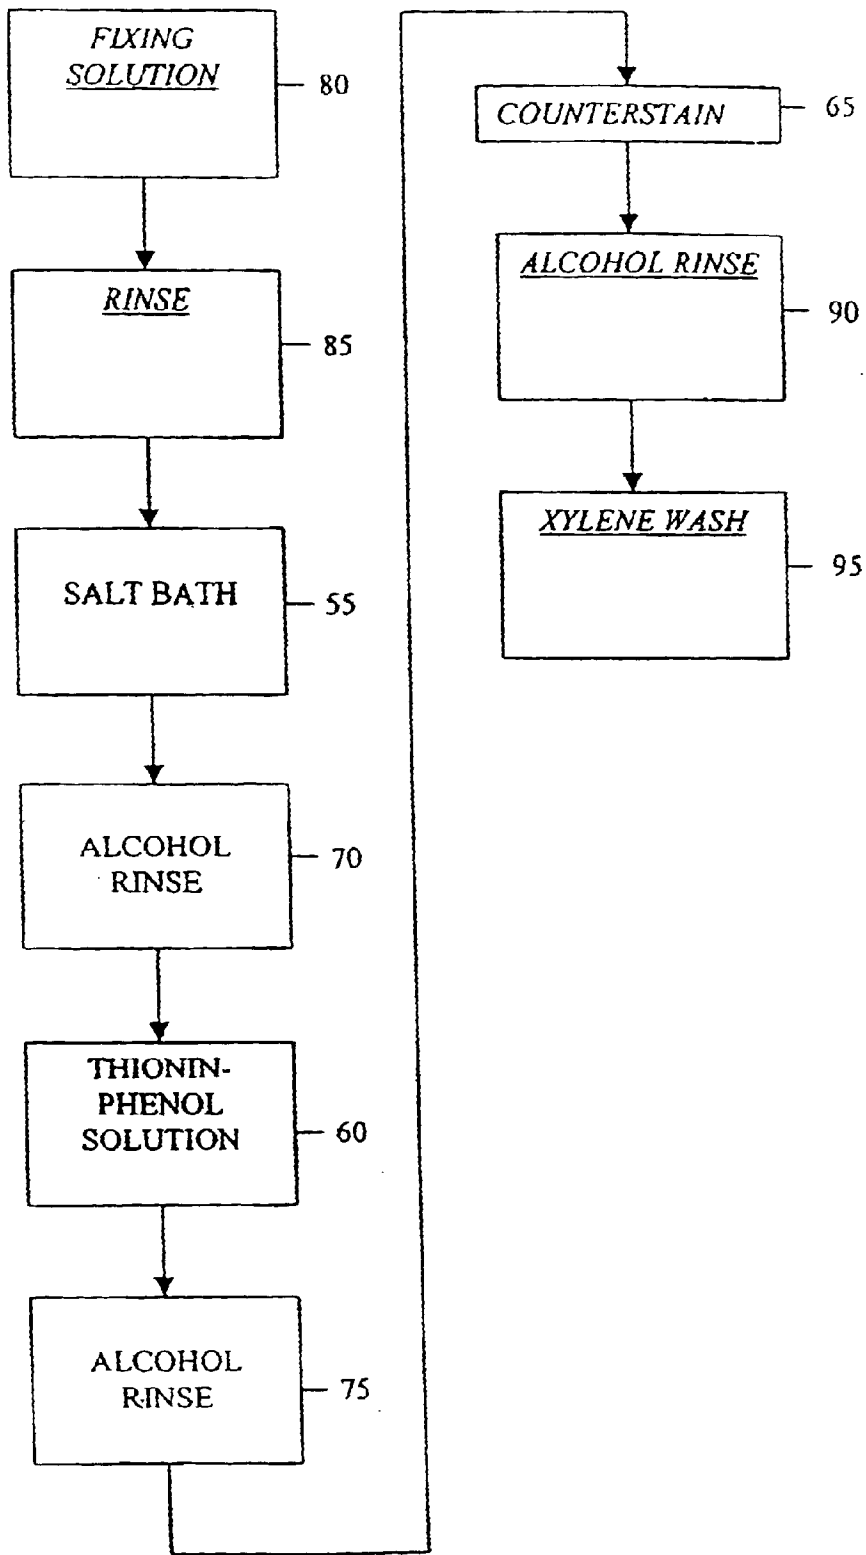 FIXING
SOLUTION
80
RINSE
85
SALT BATH
55
ALCOHOL
RINSE
70
THIONIN-
PHENOL
SOLUTION
60
ALCOHOL
RINSE
75
COUNTERSTAIN
65
ALCOHOL RINSE
90
XYLENE WASH
95